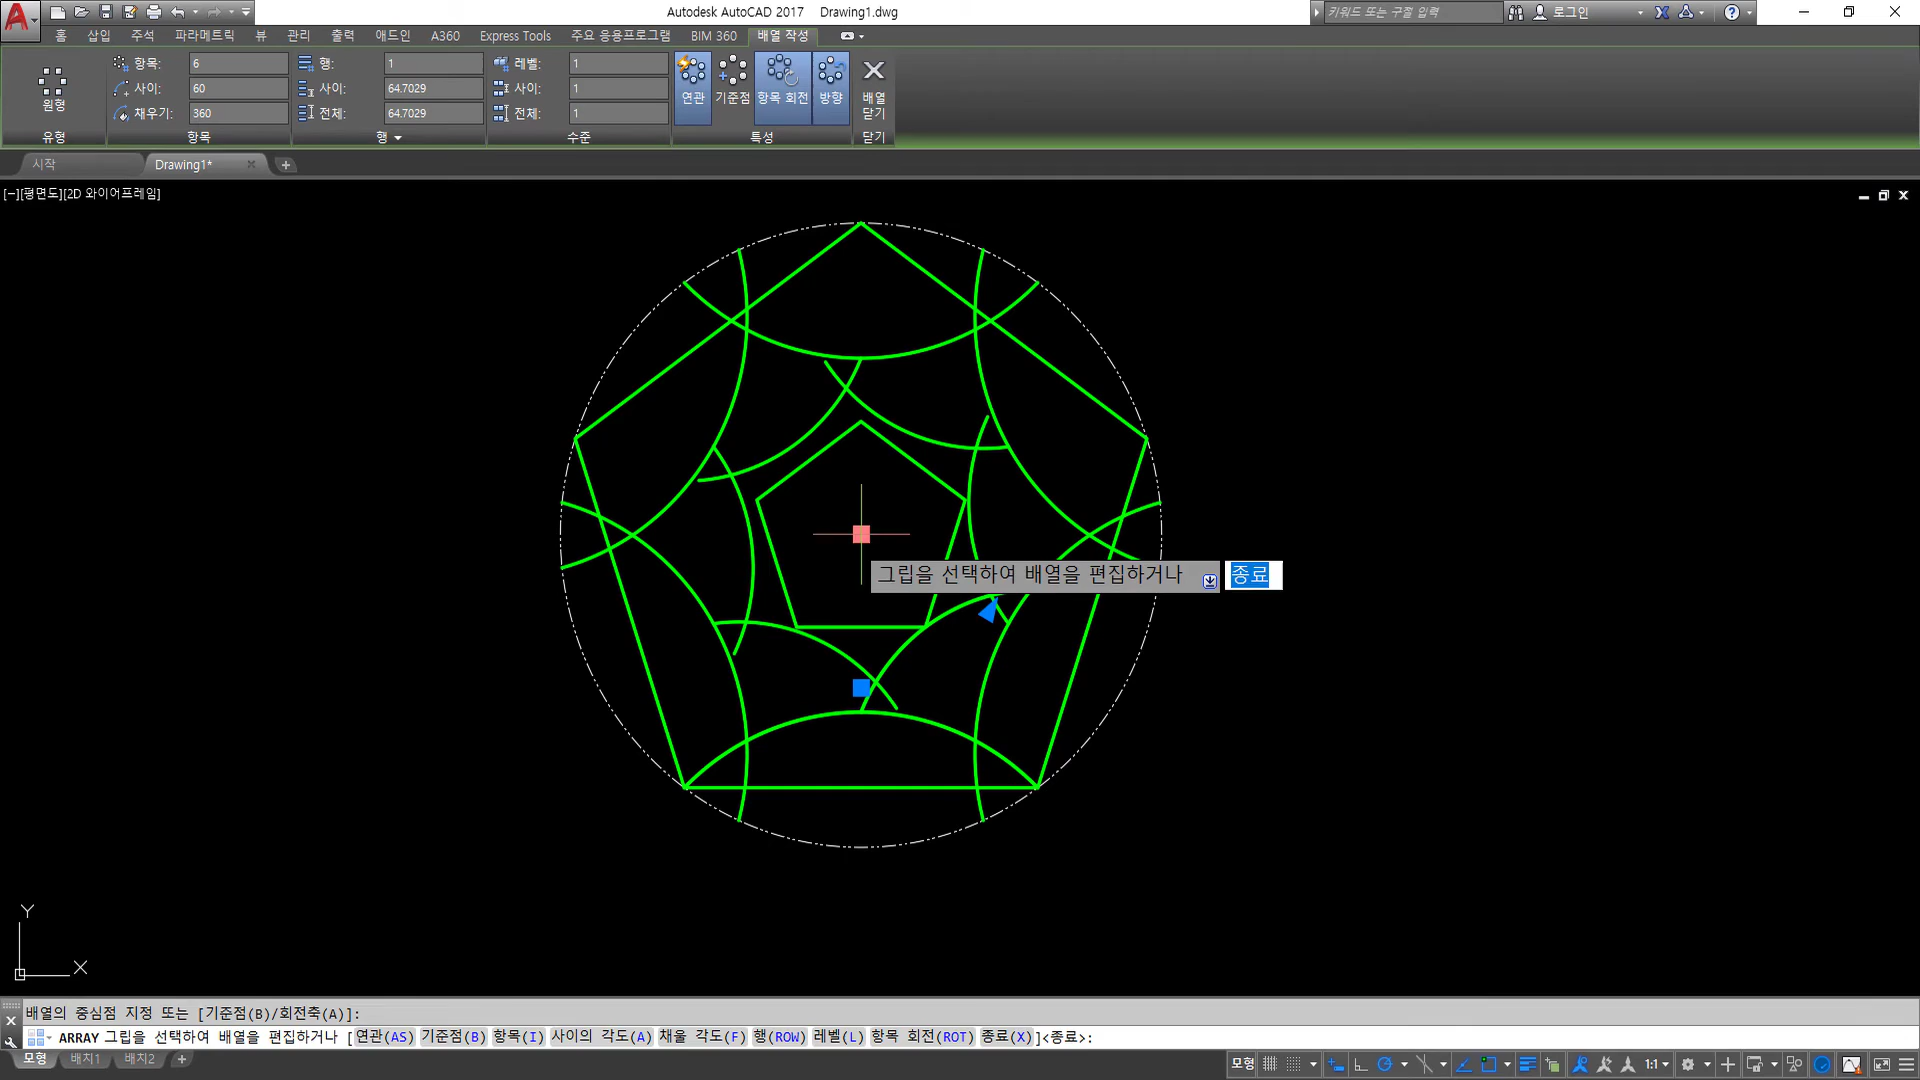 Autodesk AutoCAD 2017 Drawing1.dwg
키워드 또는 구절 입력
로그인
홈 삽입 주석 파라메트릭 뷰 관리 출력 애드인 A360 Express Tools 주요 응용프로그램 BIM 360 배열 작성
항목: 6 행: 1 레벨: 1
사이: 60 사이: 64.7029 사이: 1
채우기: 360 전체: 64.7029 전체: 1
원형
연관 기준점 항목 회전 방향 배열 닫기
유형 항목 행 수준 특성 닫기
시작 Drawing1*
[−][평면도][2D 와이어프레임]
그립을 선택하여 배열을 편집하거나 종료
Y
X
배열의 중심점 지정 또는 [기준점(B)/회전축(A)]:
ARRAY 그립을 선택하여 배열을 편집하거나 [연관(AS) 기준점(B) 항목(I) 사이의 각도(A) 채울 각도(F) 행(ROW) 레벨(L) 항목 회전(ROT) 종료(X)]<종료>:
모형 배치1 배치2
모형 1:1